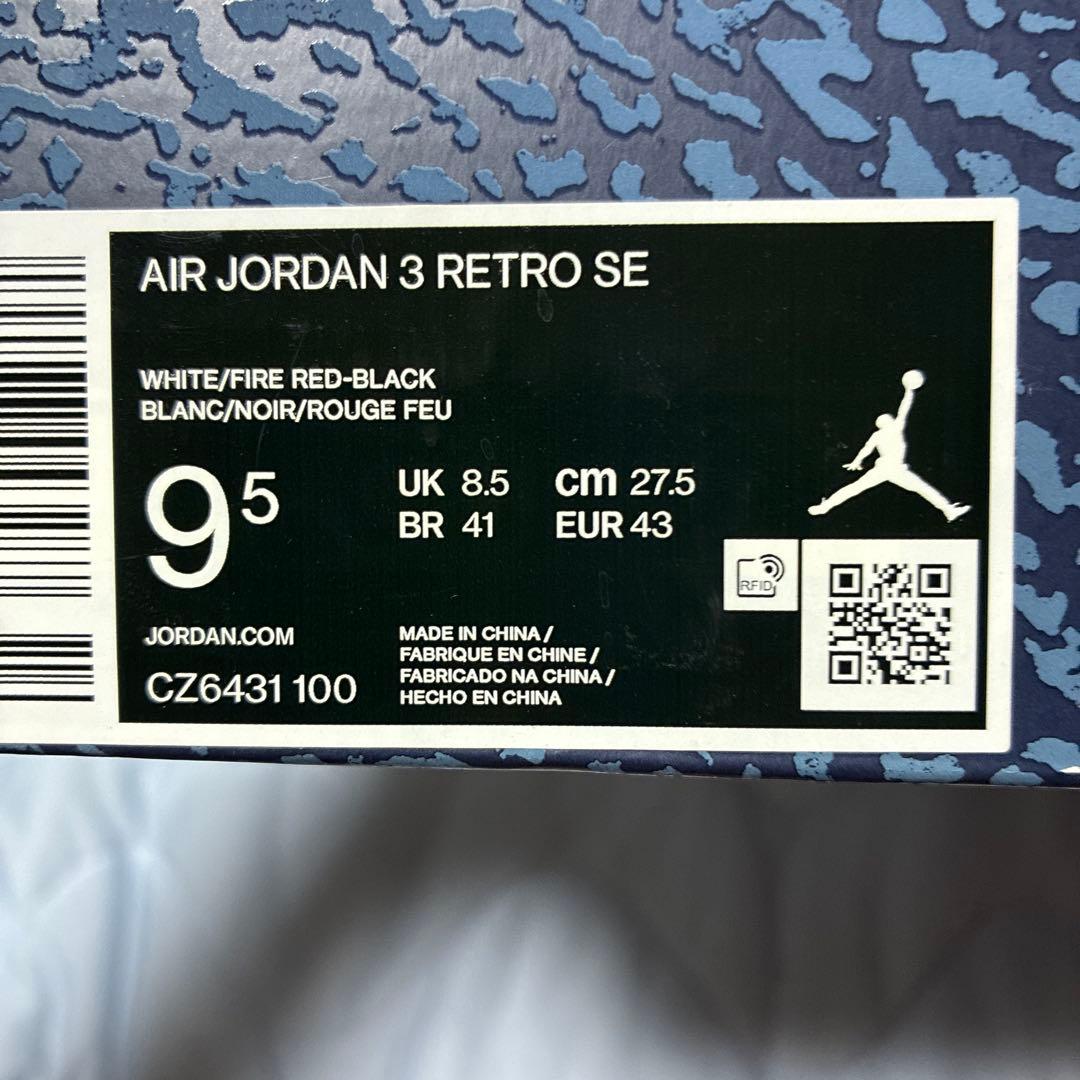 AIR JORDAN 3 RETRO SE
WHITE/FIRE RED-BLACK
BLANC/NOIR/ROUGE FEU
9 5
UK 8.5 cm 27.5
BR 41 EUR 43
RFID
JORDAN.COM
CZ6431 100
MADE IN CHINA /
FABRIQUE EN CHINE /
FABRICADO NA CHINA /
HECHO EN CHINA